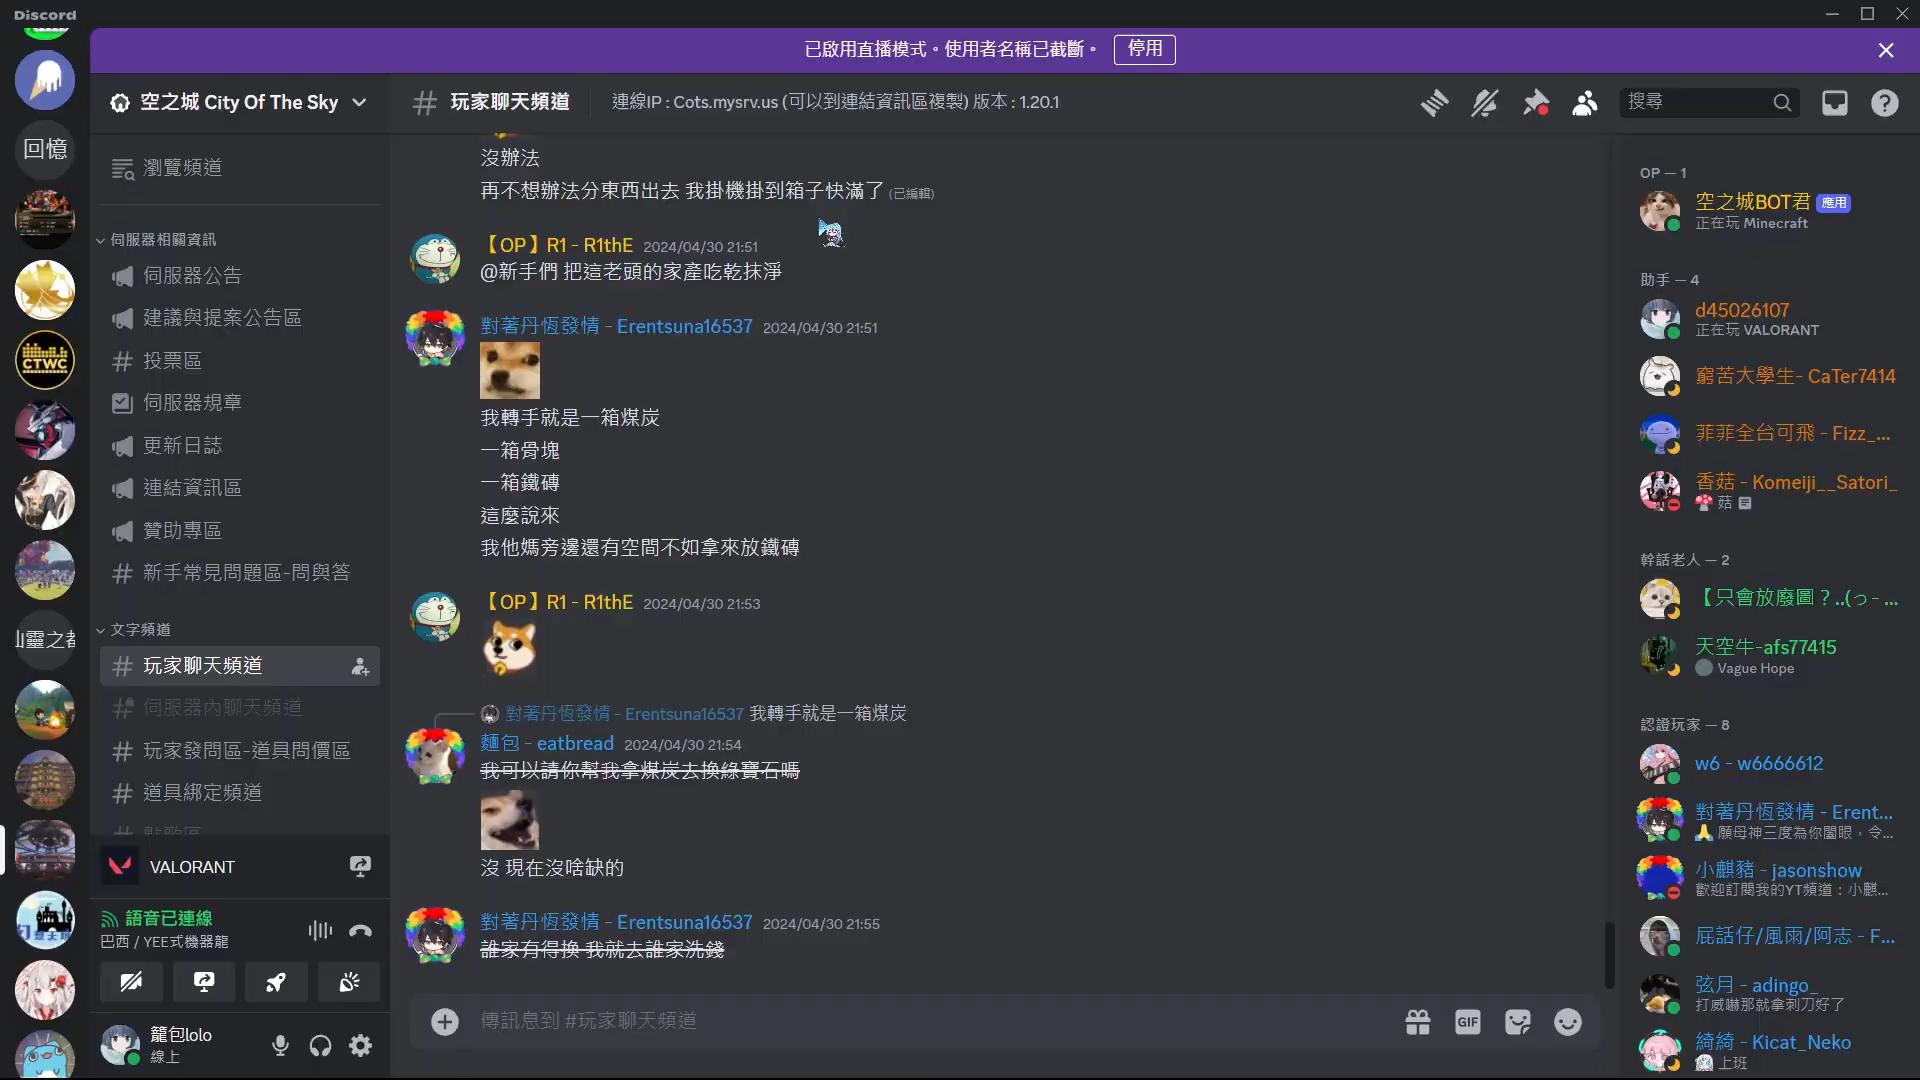 Discord
已啟用直播模式。使用者名稱已截斷。 停用
回憶
CTWC
空之城 City Of The Sky
瀏覽頻道
伺服器相關資訊
伺服器公告
建議與提案公告區
投票區
伺服器規章
更新日誌
連結資訊區
贊助專區
新手常見問題區-問與答
文字頻道
玩家聊天頻道
伺服器內聊天頻道
玩家發問區-道具問價區
道具綁定頻道
點歌區
VALORANT
語音已連線
巴西 / YEE式機器龍
籠包lolo
線上
玩家聊天頻道
連線IP : Cots.mysrv.us (可以到連結資訊區複製) 版本 : 1.20.1
搜尋
沒辦法
再不想辦法分東西出去 我掛機掛到箱子快滿了 (已編輯)
【OP】R1 - R1thE 2024/04/30 21:51
@新手們 把這老頭的家產吃乾抹淨
對著丹恆發情 - Erentsuna16537 2024/04/30 21:51
我轉手就是一箱煤炭
一箱骨塊
一箱鐵磚
這麼說來
我他媽旁邊還有空間不如拿來放鐵磚
【OP】R1 - R1thE 2024/04/30 21:53
對著丹恆發情 - Erentsuna16537 我轉手就是一箱煤炭
麵包 - eatbread 2024/04/30 21:54
我可以請你幫我拿煤炭去換綠寶石嗎
沒 現在沒啥缺的
對著丹恆發情 - Erentsuna16537 2024/04/30 21:55
誰家有得換 我就去誰家洗錢
傳訊息到 #玩家聊天頻道
GIF
OP — 1
空之城BOT君 應用
正在玩 Minecraft
助手 — 4
d45026107
正在玩 VALORANT
窮苦大學生- CaTer7414
菲菲全台可飛 - Fizz_...
香菇 - Komeiji__Satori_
菇
幹話老人 — 2
【只會放廢圖？..(っ- ...
天空牛-afs77415
Vague Hope
認證玩家 — 8
w6 - w6666612
對著丹恆發情 - Erent...
願母神三度為你闔眼，令...
小麒豬 - jasonshow
歡迎訂閱我的YT頻道：小麒...
屁話仔/風雨/阿志 - F...
弦月 - adingo_
打威嚇那就拿刺刀好了
綺綺 - Kicat_Neko
上班